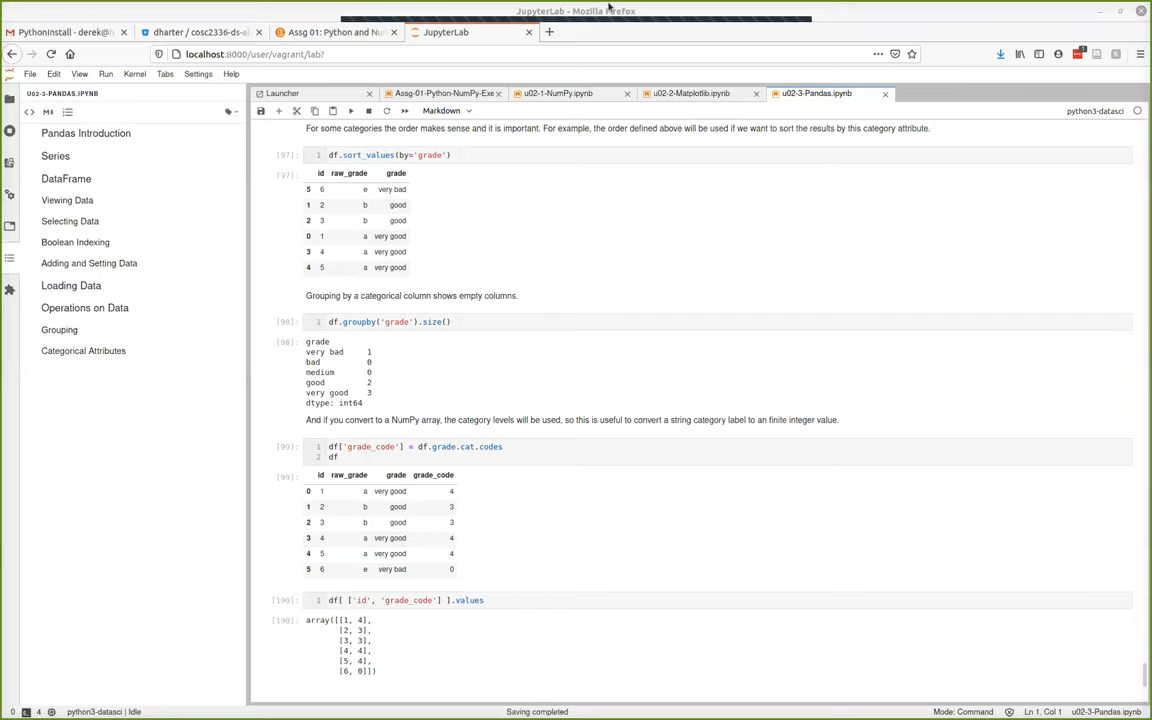 JupyterLab - Mozilla Firefox
PythonInstall - derek@h
dharter / cosc2336-ds-al
Assg 01: Python and Num
JupyterLab
localhost:8000/user/vagrant/lab?
File Edit View Run Kernel Tabs Settings Help
U02-3-PANDAS.IPYNB
Launcher
Assg-01-Python-NumPy-Exe
u02-1-NumPy.ipynb
u02-2-Matplotlib.ipynb
u02-3-Pandas.ipynb
Markdown
python3-datasci
Pandas Introduction
Series
DataFrame
Viewing Data
Selecting Data
Boolean Indexing
Adding and Setting Data
Loading Data
Operations on Data
Grouping
Categorical Attributes
For some categories the order makes sense and it is important. For example, the order defined above will be used if we want to sort the results by this category attribute.
[97]: 1 df.sort_values(by='grade')
[97]: id raw_grade grade
5 6 e very bad
1 2 b good
2 3 b good
0 1 a very good
3 4 a very good
4 5 a very good
Grouping by a categorical column shows empty columns.
[98]: 1 df.groupby('grade').size()
[98]: grade
very bad 1
bad 0
medium 0
good 2
very good 3
dtype: int64
And if you convert to a NumPy array, the category levels will be used, so this is useful to convert a string category label to an finite integer value.
[99]: 1 df['grade_code'] = df.grade.cat.codes
2 df
[99]: id raw_grade grade grade_code
0 1 a very good 4
1 2 b good 3
2 3 b good 3
3 4 a very good 4
4 5 a very good 4
5 6 e very bad 0
[100]: 1 df[ ['id', 'grade_code'] ].values
[100]: array([[1, 4],
[2, 3],
[3, 3],
[4, 4],
[5, 4],
[6, 0]])
0 4 python3-datasci | Idle
Saving completed
Mode: Command
Ln 1, Col 1
u02-3-Pandas.ipynb